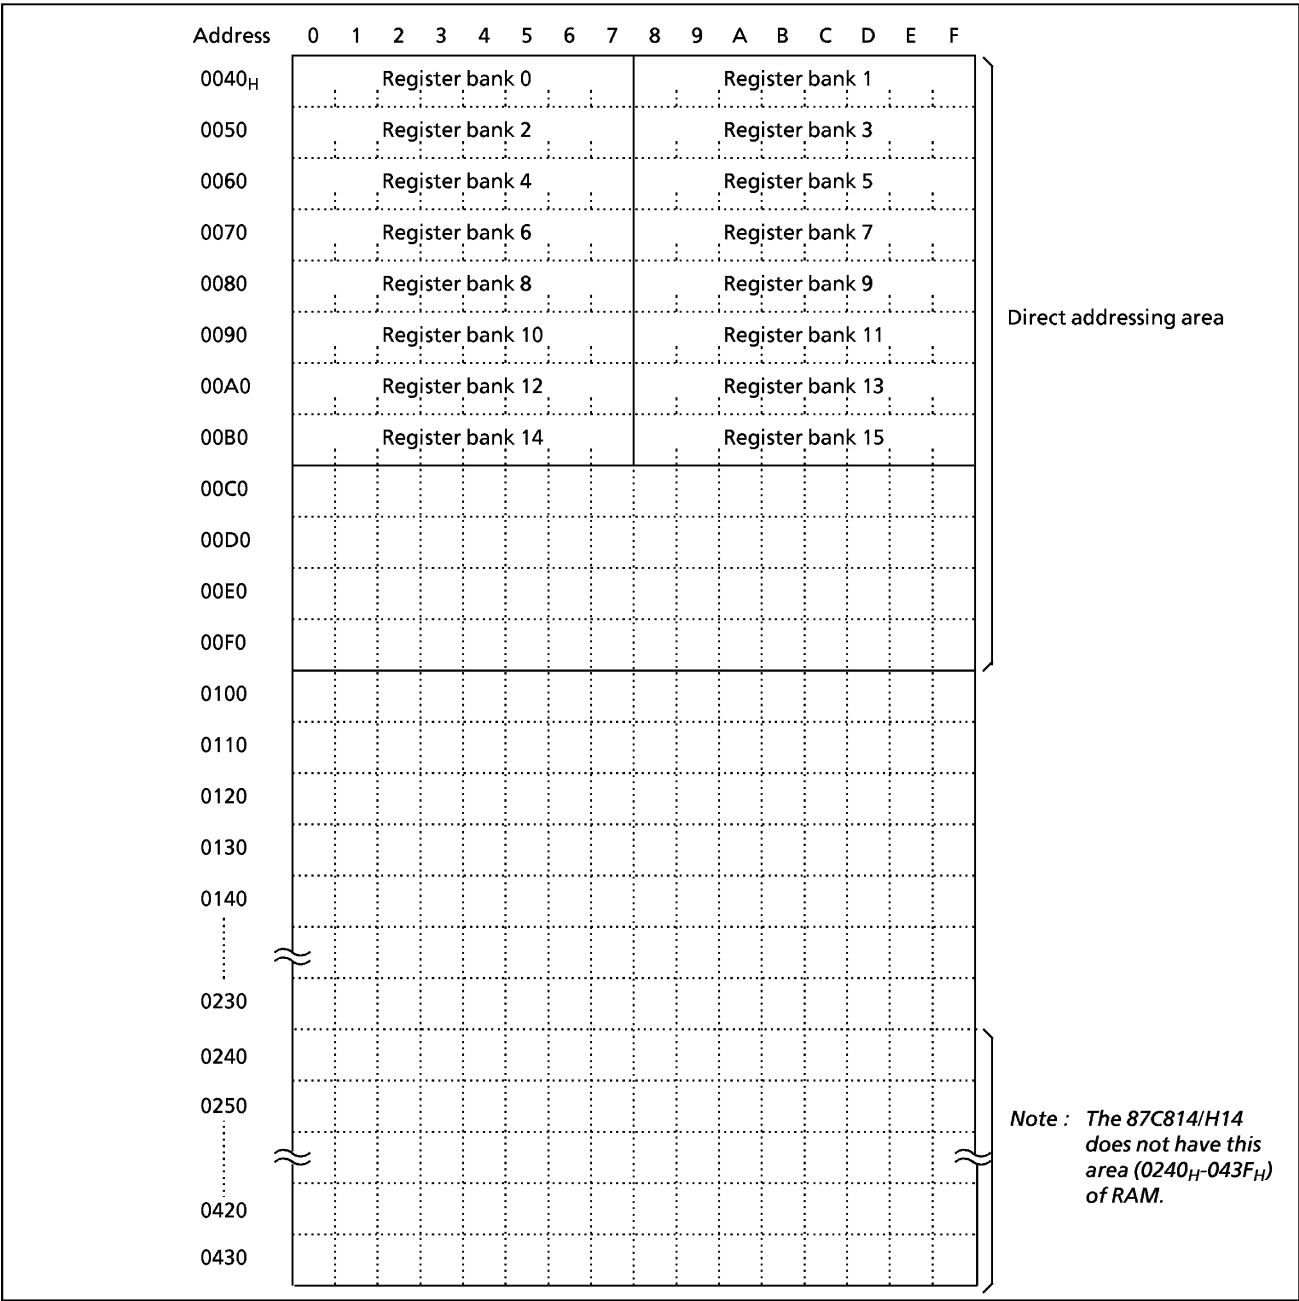 Address 0 1 2 3 4 5 6 7 8 9 A B C D E F
0040H Register bank 0 Register bank 1
0050 Register bank 2 Register bank 3
0060 Register bank 4 Register bank 5
0070 Register bank 6 Register bank 7
0080 Register bank 8 Register bank 9
Direct addressing area
0090 Register bank 10 Register bank 11
00A0 Register bank 12 Register bank 13
00B0 Register bank 14 Register bank 15
00C0
00D0
00E0
00F0
0100
0110
0120
0130
0140
0230
0240
0250
Note : The 87C814/H14
does not have this
area (0240H-043FH)
of RAM.
0420
0430